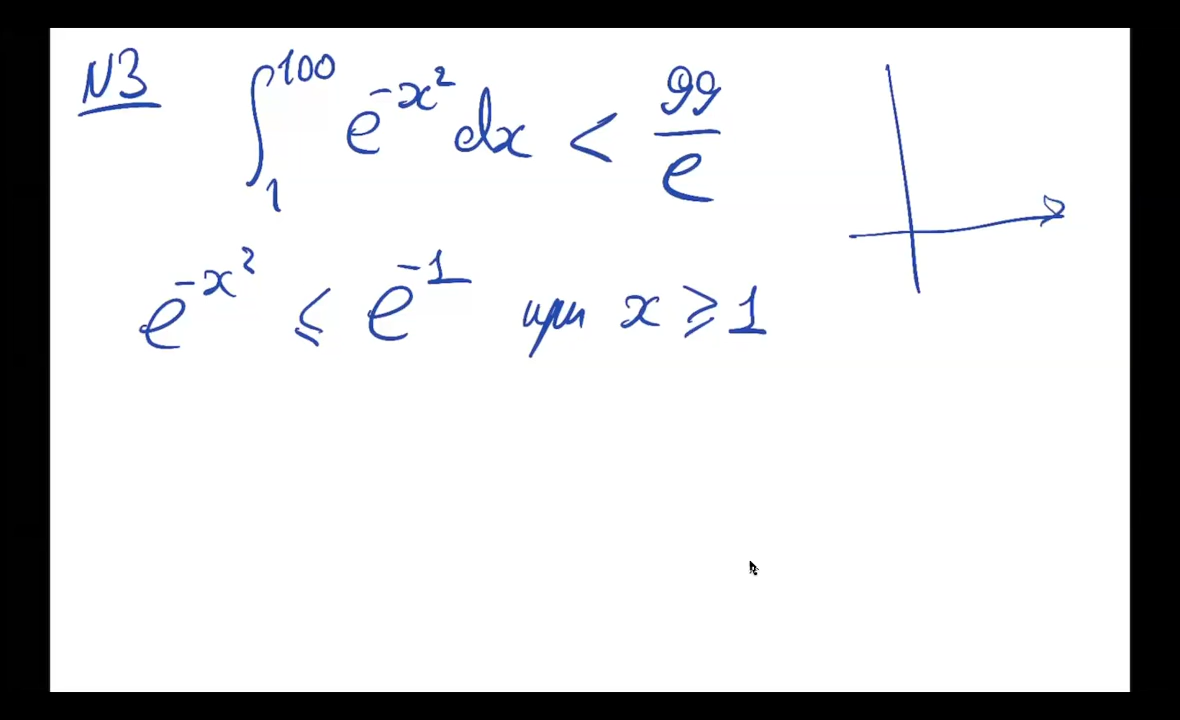 N3 ∫₁¹⁰⁰ e^{-x²} dx < 99/e
e^{-x²} ≤ e^{-1} при x ≥ 1